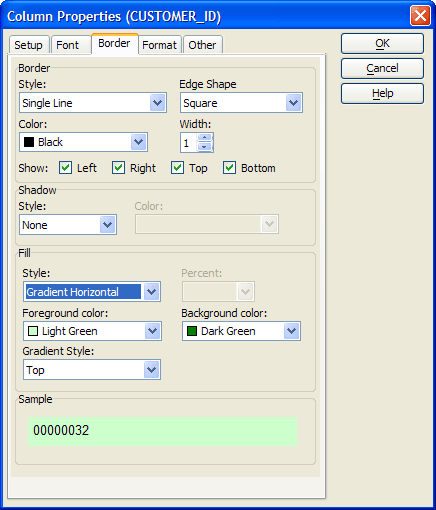 Column Properties (CUSTOMER_ID)
Setup Font Border Format Other
OK
Cancel
Help
Border
Style: Edge Shape
Single Line Square
Color: Width:
Black 1
Show: Left Right Top Bottom
Shadow
Style: Color:
None
Fill
Style: Percent:
Gradient Horizontal
Foreground color: Background color:
Light Green Dark Green
Gradient Style:
Top
Sample
00000032